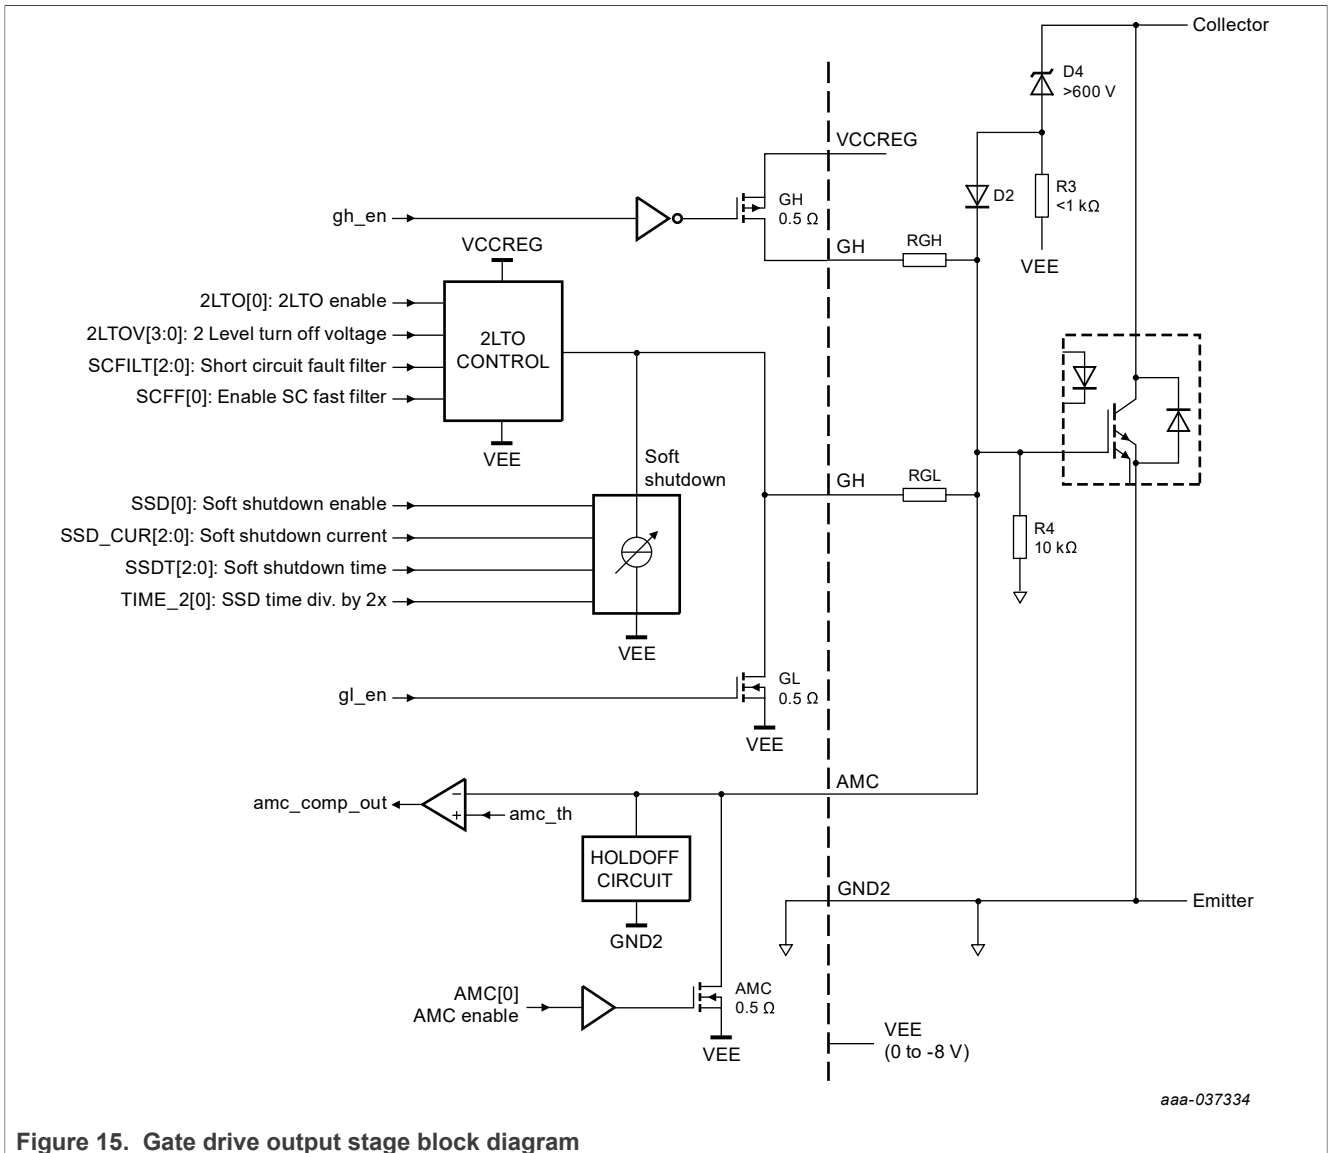 Collector
D4
>600 V
VCCREG
gh_en
GH
0.5 Ω
D2
R3
<1 kΩ
VCCREG
GH
RGH
VEE
2LTO[0]: 2LTO enable
2LTOV[3:0]: 2 Level turn off voltage
SCFILT[2:0]: Short circuit fault filter
SCFF[0]: Enable SC fast filter
2LTO
CONTROL
VEE
Soft
shutdown
SSD[0]: Soft shutdown enable
SSD_CUR[2:0]: Soft shutdown current
SSDT[2:0]: Soft shutdown time
TIME_2[0]: SSD time div. by 2x
GH
RGL
R4
10 kΩ
VEE
gl_en
GL
0.5 Ω
VEE
AMC
amc_comp_out
−
+
amc_th
HOLDOFF
CIRCUIT
GND2
GND2
Emitter
AMC[0]
AMC enable
AMC
0.5 Ω
VEE
VEE
(0 to -8 V)
aaa-037334
Figure 15. Gate drive output stage block diagram